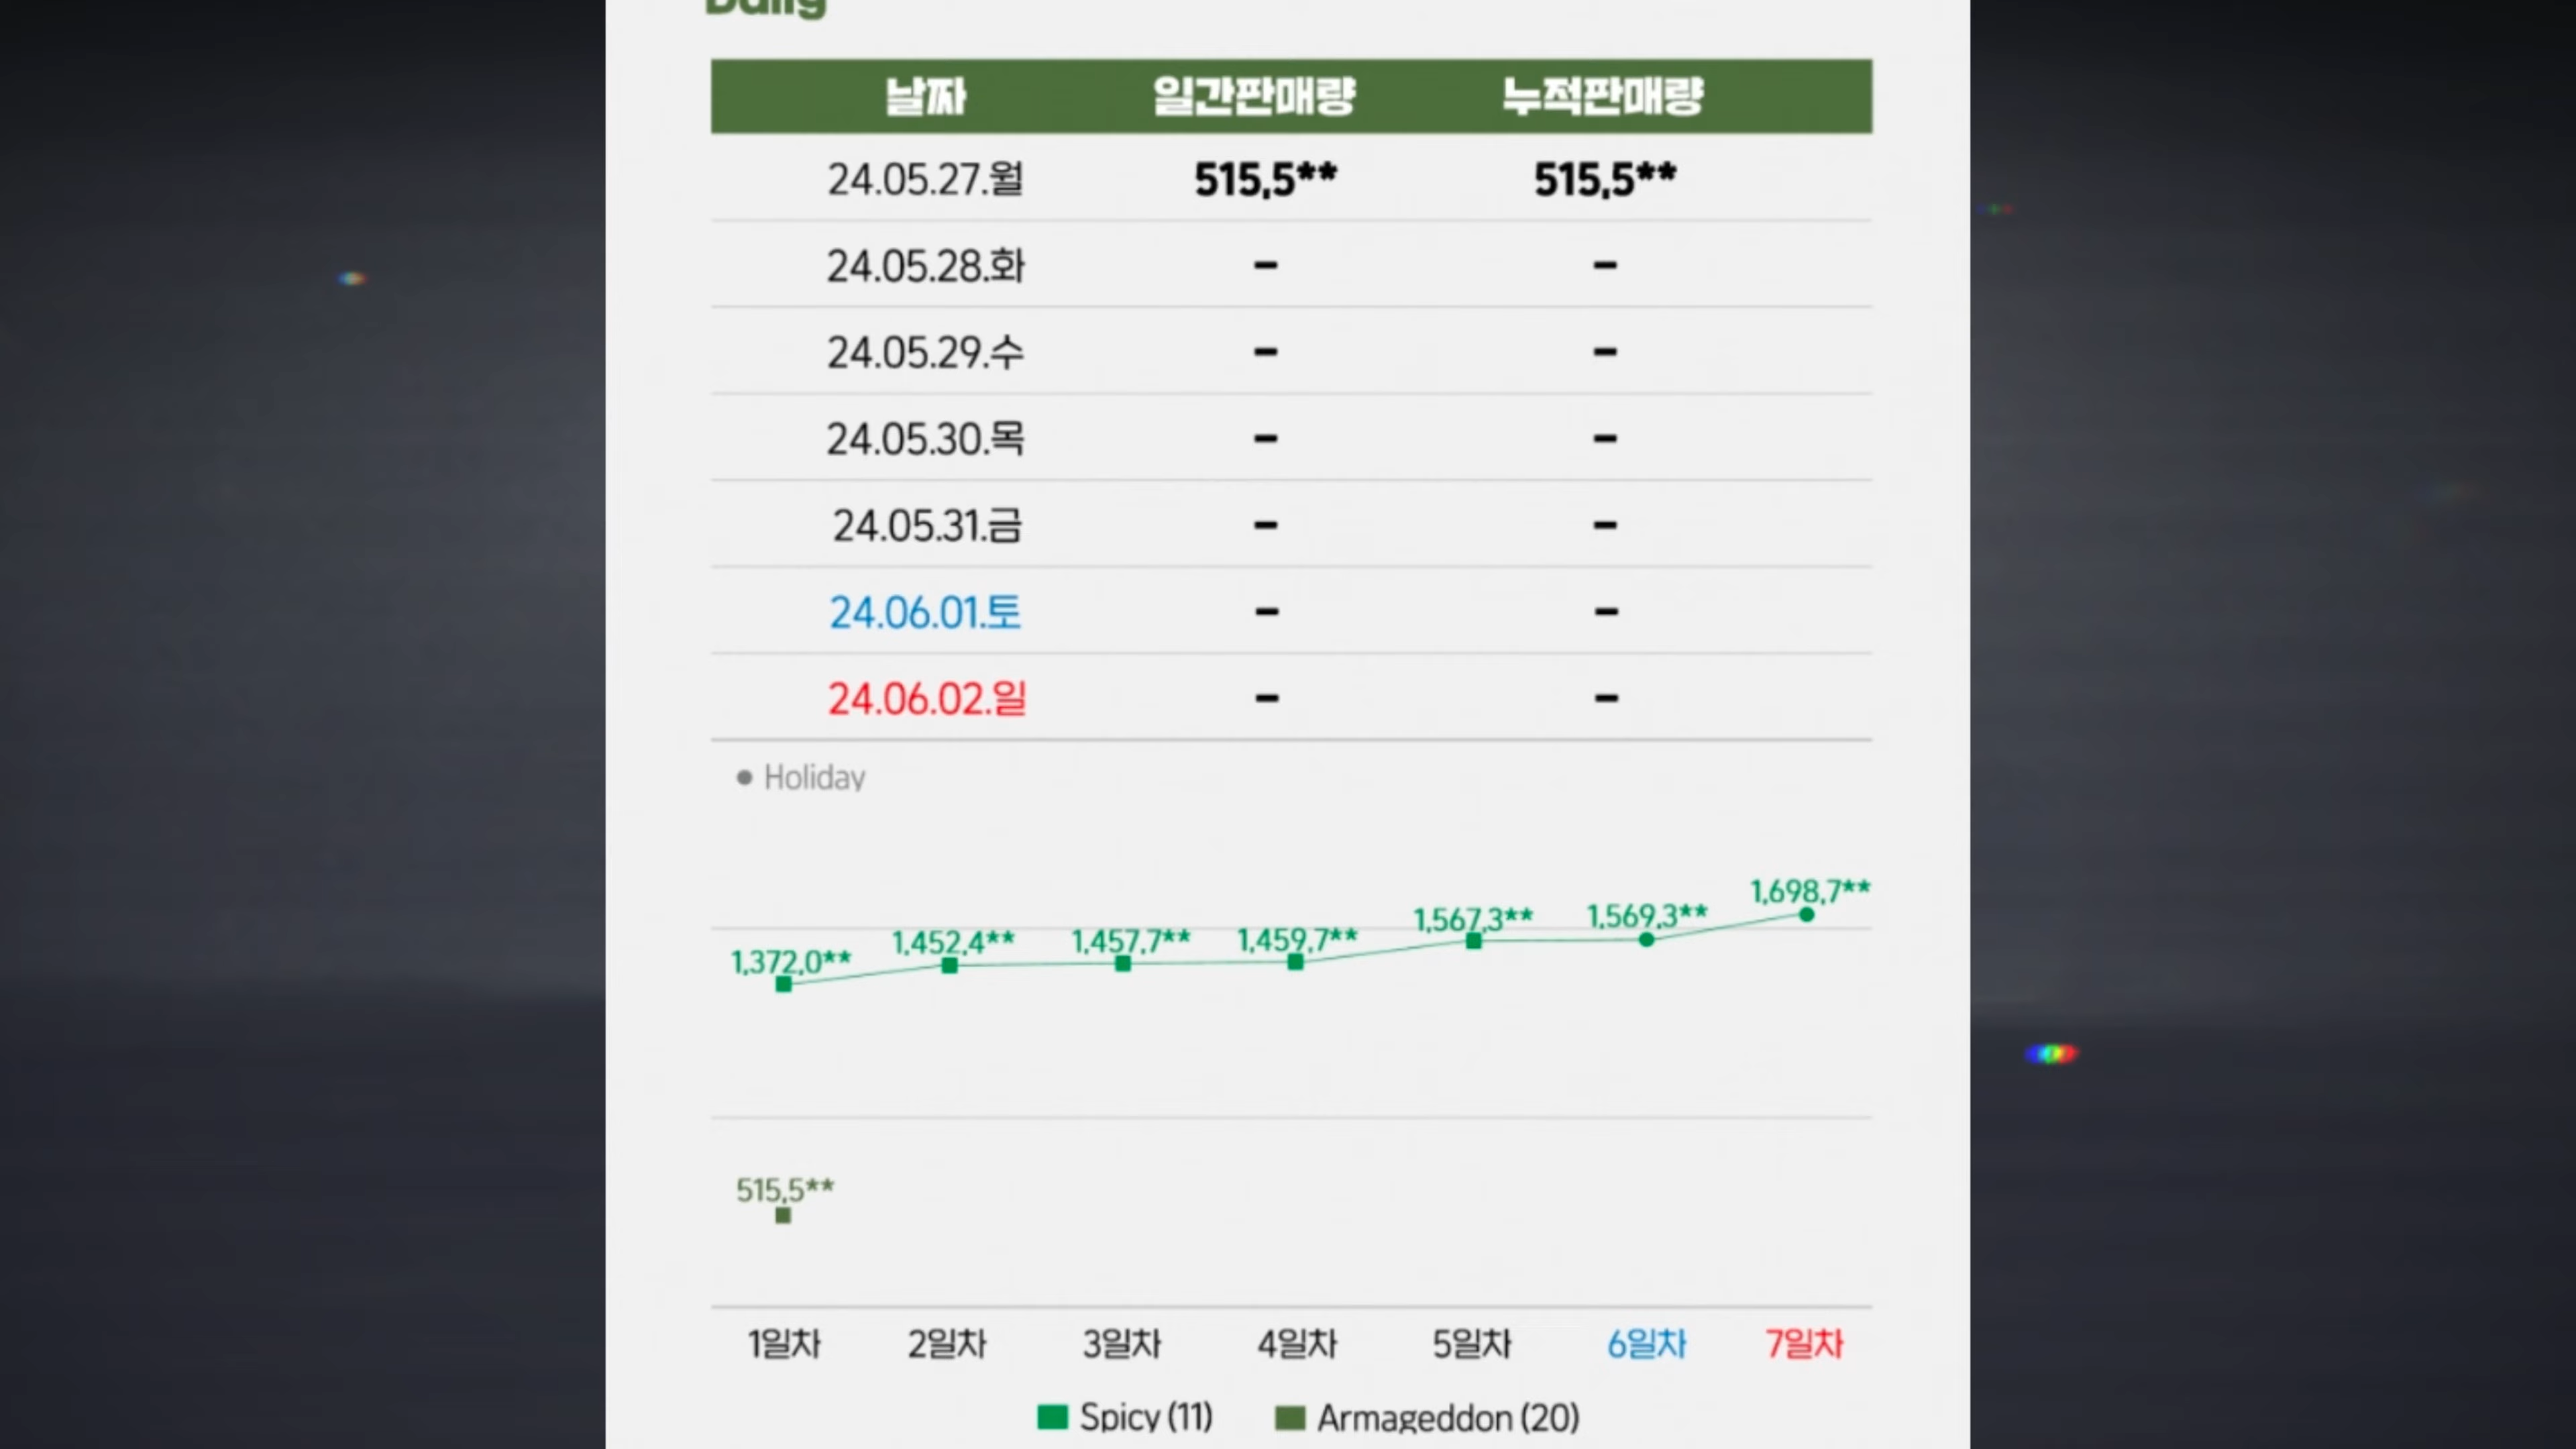 Daily
날짜 일간판매량 누적판매량
24.05.27.월 515,5** 515,5**
24.05.28.화 - -
24.05.29.수 - -
24.05.30.목 - -
24.05.31.금 - -
24.06.01.토 - -
24.06.02.일 - -
● Holiday
1,372,0** 1,452,4** 1,457,7** 1,459,7** 1,567,3** 1,569,3** 1,698,7**
515,5**
1일차 2일차 3일차 4일차 5일차 6일차 7일차
Spicy (11) Armageddon (20)